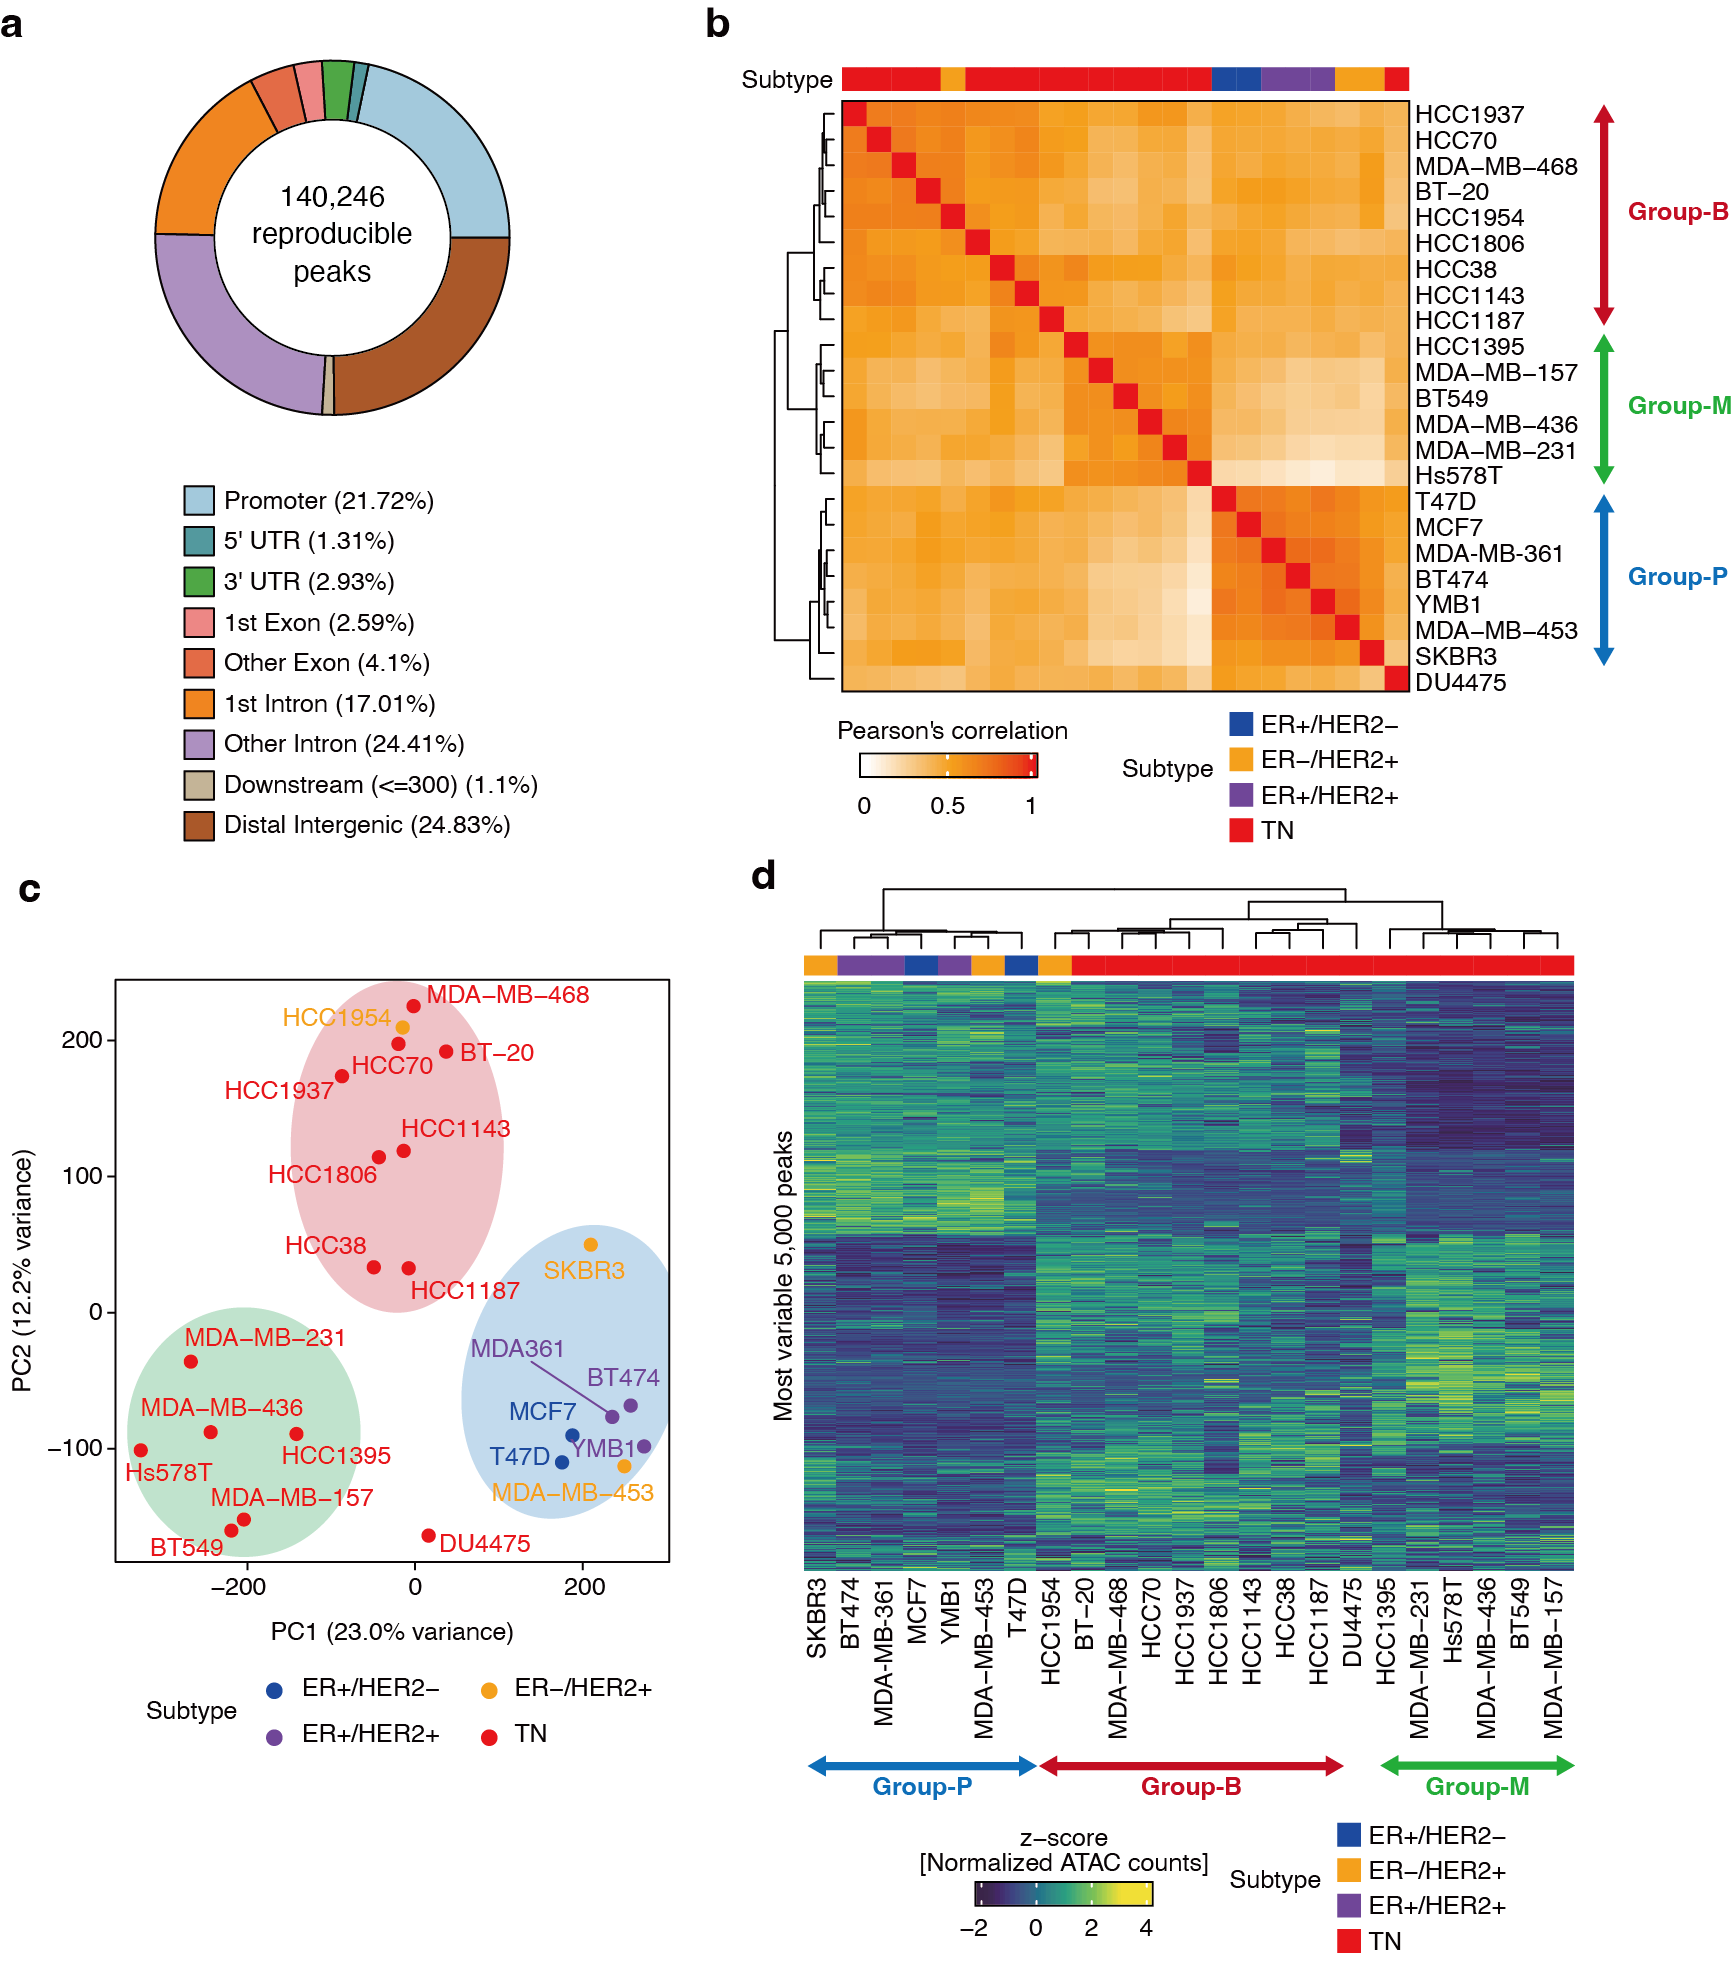 a
140,246
reproducible
peaks
Promoter (21.72%)
5' UTR (1.31%)
3' UTR (2.93%)
1st Exon (2.59%)
Other Exon (4.1%)
1st Intron (17.01%)
Other Intron (24.41%)
Downstream (<=300) (1.1%)
Distal Intergenic (24.83%)
b
Subtype
HCC1937
HCC70
MDA−MB−468
BT−20
HCC1954
HCC1806
HCC38
HCC1143
HCC1187
HCC1395
MDA−MB−157
BT549
MDA−MB−436
MDA−MB−231
Hs578T
T47D
MCF7
MDA-MB-361
BT474
YMB1
MDA−MB−453
SKBR3
DU4475
Group-B
Group-M
Group-P
Pearson's correlation
0 0.5 1
Subtype
ER+/HER2−
ER−/HER2+
ER+/HER2+
TN
c
PC2 (12.2% variance)
200
100
0
−100
MDA−MB−468
HCC1954
HCC70
BT−20
HCC1937
HCC1143
HCC1806
HCC38
HCC1187
SKBR3
MDA−MB−231
MDA361
BT474
MDA−MB−436
MCF7
HCC1395
T47D
YMB1
Hs578T
MDA−MB−453
MDA−MB−157
BT549
DU4475
−200 0 200
PC1 (23.0% variance)
Subtype
ER+/HER2−
ER−/HER2+
ER+/HER2+
TN
d
Most variable 5,000 peaks
SKBR3
BT474
MDA-MB-361
MCF7
YMB1
MDA−MB−453
T47D
HCC1954
BT−20
MDA−MB−468
HCC70
HCC1937
HCC1806
HCC1143
HCC38
HCC1187
DU4475
HCC1395
MDA−MB−231
Hs578T
MDA−MB−436
BT549
MDA−MB−157
Group-P
Group-B
Group-M
z−score
[Normalized ATAC counts]
−2 0 2 4
Subtype
ER+/HER2−
ER−/HER2+
ER+/HER2+
TN